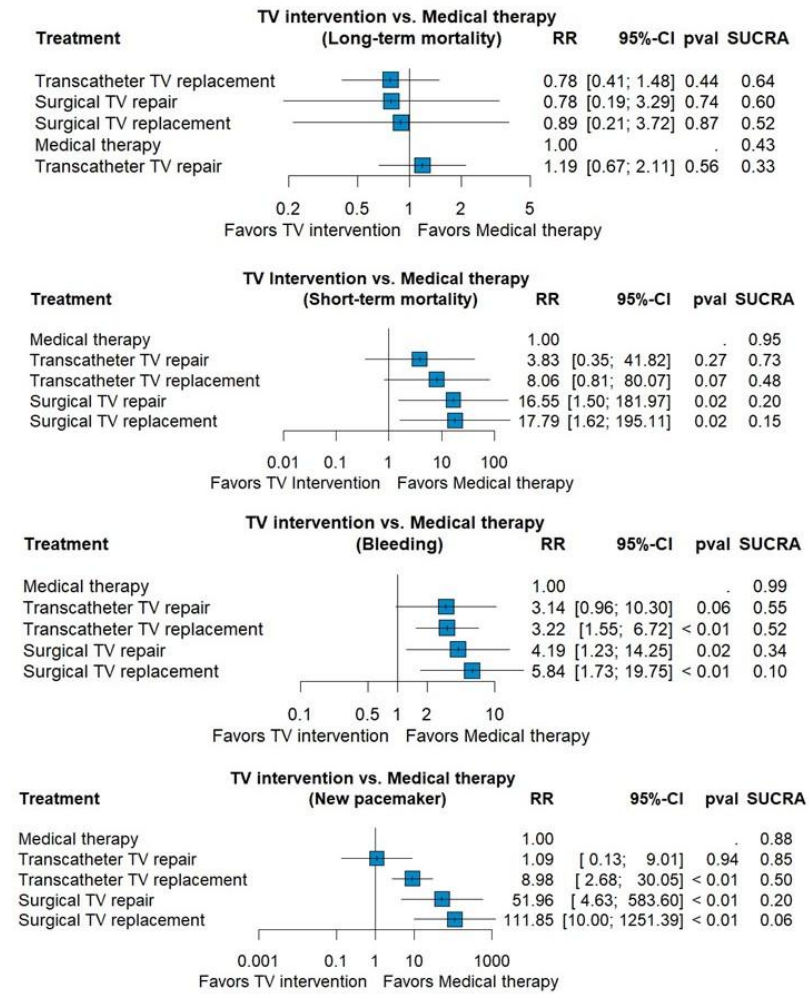 TV intervention vs. Medical therapy
Treatment (Long-term mortality) RR 95%-CI pval SUCRA
Transcatheter TV replacement 0.78 [0.41; 1.48] 0.44 0.64
Surgical TV repair 0.78 [0.19; 3.29] 0.74 0.60
Surgical TV replacement 0.89 [0.21; 3.72] 0.87 0.52
Medical therapy 1.00 . 0.43
Transcatheter TV repair 1.19 [0.67; 2.11] 0.56 0.33
0.2 0.5 1 2 5
Favors TV intervention Favors Medical therapy
TV Intervention vs. Medical therapy
Treatment (Short-term mortality) RR 95%-CI pval SUCRA
Medical therapy 1.00 . 0.95
Transcatheter TV repair 3.83 [0.35; 41.82] 0.27 0.73
Transcatheter TV replacement 8.06 [0.81; 80.07] 0.07 0.48
Surgical TV repair 16.55 [1.50; 181.97] 0.02 0.20
Surgical TV replacement 17.79 [1.62; 195.11] 0.02 0.15
0.01 0.1 1 10 100
Favors TV Intervention Favors Medical therapy
TV intervention vs. Medical therapy
Treatment (Bleeding) RR 95%-CI pval SUCRA
Medical therapy 1.00 . 0.99
Transcatheter TV repair 3.14 [0.96; 10.30] 0.06 0.55
Transcatheter TV replacement 3.22 [1.55; 6.72] < 0.01 0.52
Surgical TV repair 4.19 [1.23; 14.25] 0.02 0.34
Surgical TV replacement 5.84 [1.73; 19.75] < 0.01 0.10
0.1 0.5 1 2 10
Favors TV intervention Favors Medical therapy
TV intervention vs. Medical therapy
Treatment (New pacemaker) RR 95%-CI pval SUCRA
Medical therapy 1.00 . 0.88
Transcatheter TV repair 1.09 [ 0.13; 9.01] 0.94 0.85
Transcatheter TV replacement 8.98 [ 2.68; 30.05] < 0.01 0.50
Surgical TV repair 51.96 [ 4.63; 583.60] < 0.01 0.20
Surgical TV replacement 111.85 [10.00; 1251.39] < 0.01 0.06
0.001 0.1 1 10 1000
Favors TV intervention Favors Medical therapy